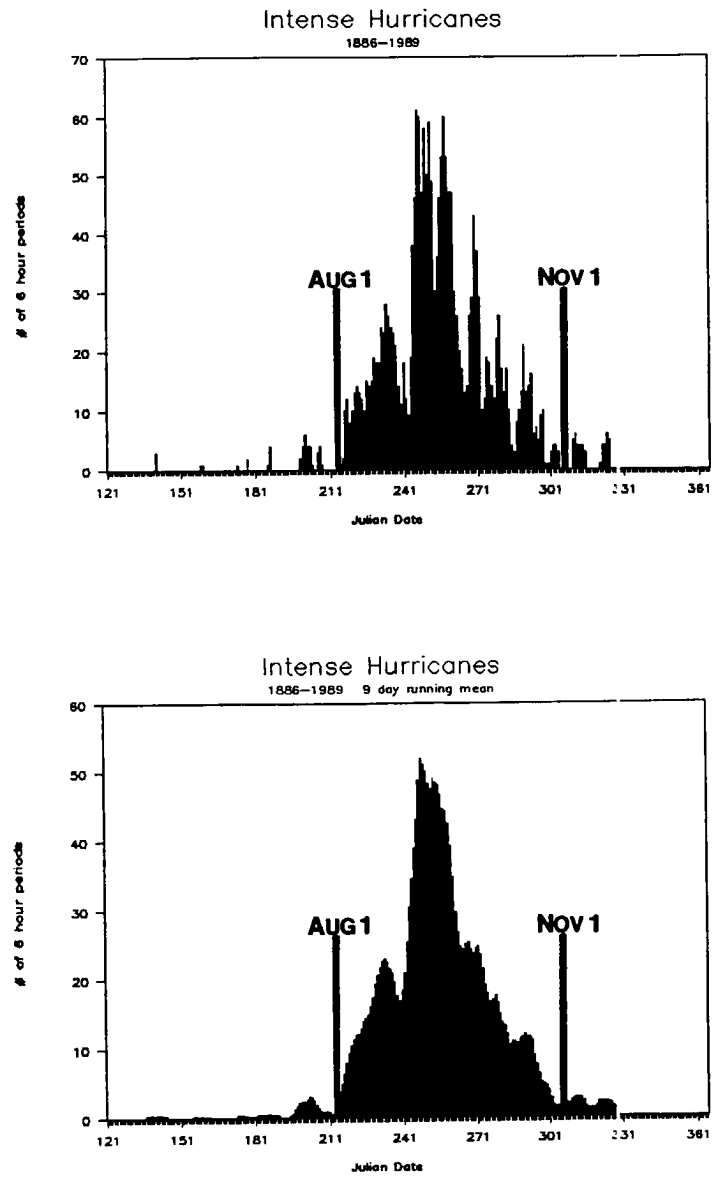 Intense Hurricanes
1886-1989
70
60
50
40
30
20
10
0
# of 6 hour periods
AUG 1
NOV 1
121 151 181 211 241 271 301 331 361
Julian Date
Intense Hurricanes
1886-1989 9 day running mean
60
50
40
30
20
10
0
# of 6 hour periods
AUG 1
NOV 1
121 151 181 211 241 271 301 331 361
Julian Date